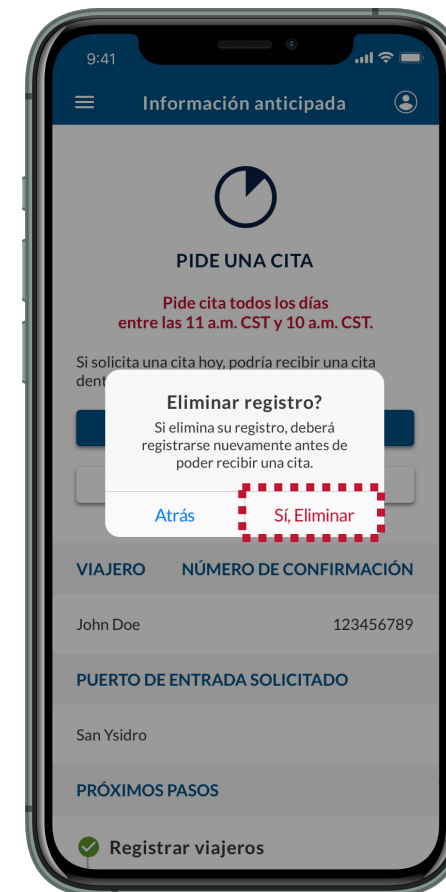 9:41
Información anticipada
PIDE UNA CITA
Pide cita todos los días
entre las 11 a.m. CST y 10 a.m. CST.
Si solicita una cita hoy, podría recibir una cita
dent
Eliminar registro?
Si elimina su registro, deberá
registrarse nuevamente antes de
poder recibir una cita.
Atrás Sí, Eliminar
VIAJERO NÚMERO DE CONFIRMACIÓN
John Doe 123456789
PUERTO DE ENTRADA SOLICITADO
San Ysidro
PRÓXIMOS PASOS
Registrar viajeros